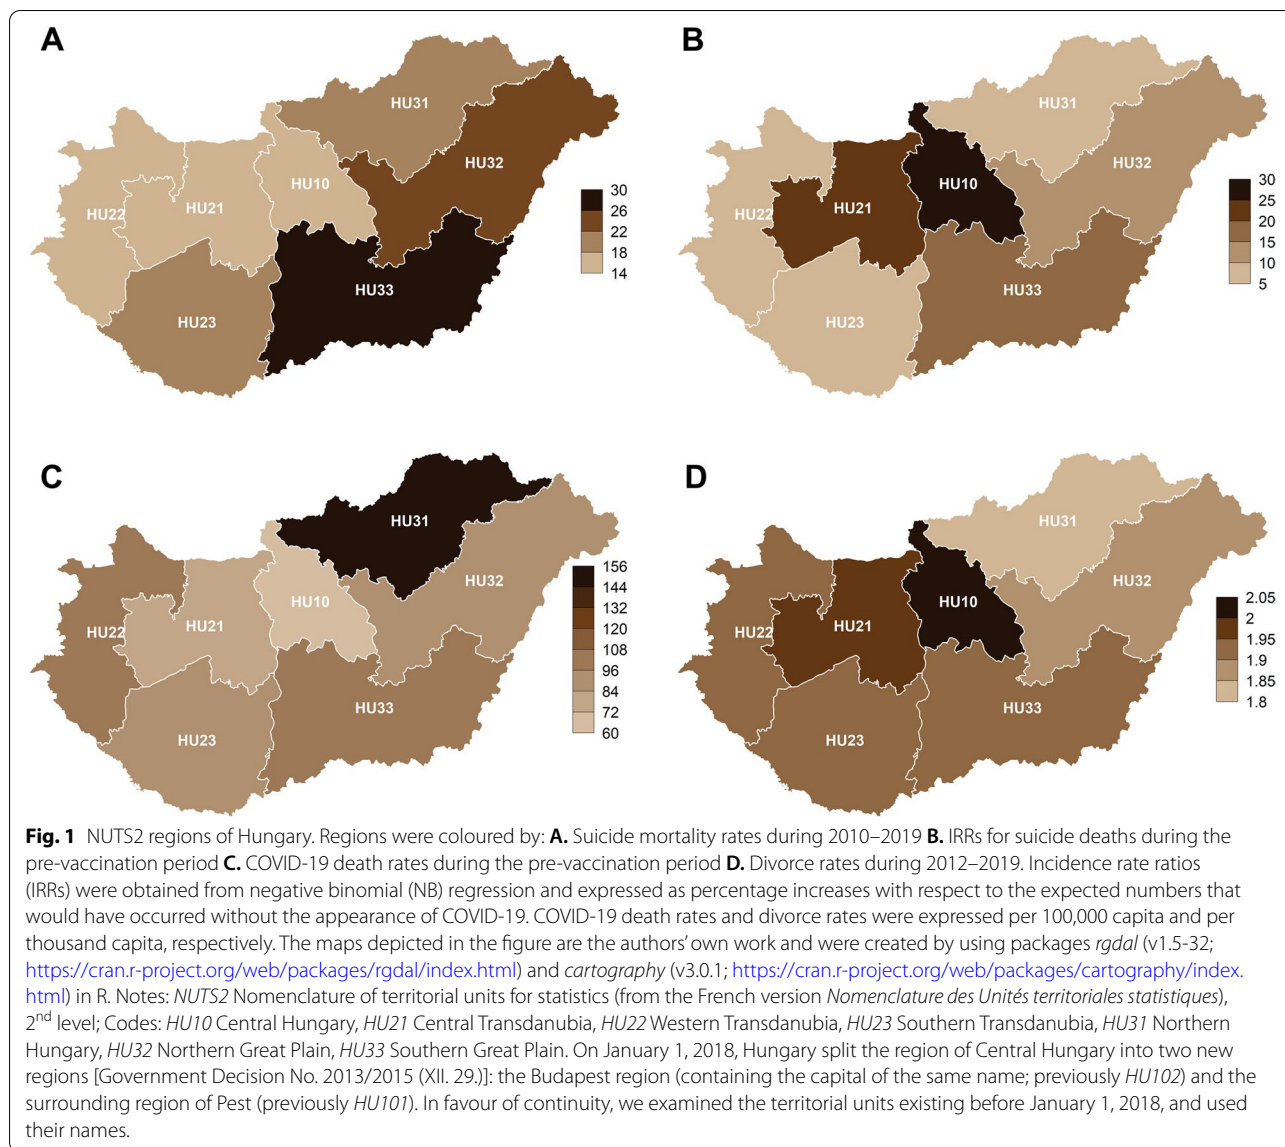 A
HU31
HU32
HU10
HU22
HU21
HU33
HU23
30
26
22
18
14
B
HU31
HU32
HU10
HU22
HU21
HU33
HU23
30
25
20
15
10
5
C
HU31
HU32
HU10
HU22
HU21
HU33
HU23
156
144
132
120
108
96
84
72
60
D
HU31
HU32
HU10
HU22
HU21
HU33
HU23
2.05
2
1.95
1.9
1.85
1.8
Fig. 1 NUTS2 regions of Hungary. Regions were coloured by: A. Suicide mortality rates during 2010–2019 B. IRRs for suicide deaths during the
pre-vaccination period C. COVID-19 death rates during the pre-vaccination period D. Divorce rates during 2012–2019. Incidence rate ratios
(IRRs) were obtained from negative binomial (NB) regression and expressed as percentage increases with respect to the expected numbers that
would have occurred without the appearance of COVID-19. COVID-19 death rates and divorce rates were expressed per 100,000 capita and per
thousand capita, respectively. The maps depicted in the figure are the authors' own work and were created by using packages rgdal (v1.5-32;
https://cran.r-project.org/web/packages/rgdal/index.html) and cartography (v3.0.1; https://cran.r-project.org/web/packages/cartography/index.
html) in R. Notes: NUTS2 Nomenclature of territorial units for statistics (from the French version Nomenclature des Unités territoriales statistiques),
2nd level; Codes: HU10 Central Hungary, HU21 Central Transdanubia, HU22 Western Transdanubia, HU23 Southern Transdanubia, HU31 Northern
Hungary, HU32 Northern Great Plain, HU33 Southern Great Plain. On January 1, 2018, Hungary split the region of Central Hungary into two new
regions [Government Decision No. 2013/2015 (XII. 29.)]: the Budapest region (containing the capital of the same name; previously HU102) and the
surrounding region of Pest (previously HU101). In favour of continuity, we examined the territorial units existing before January 1, 2018, and used
their names.